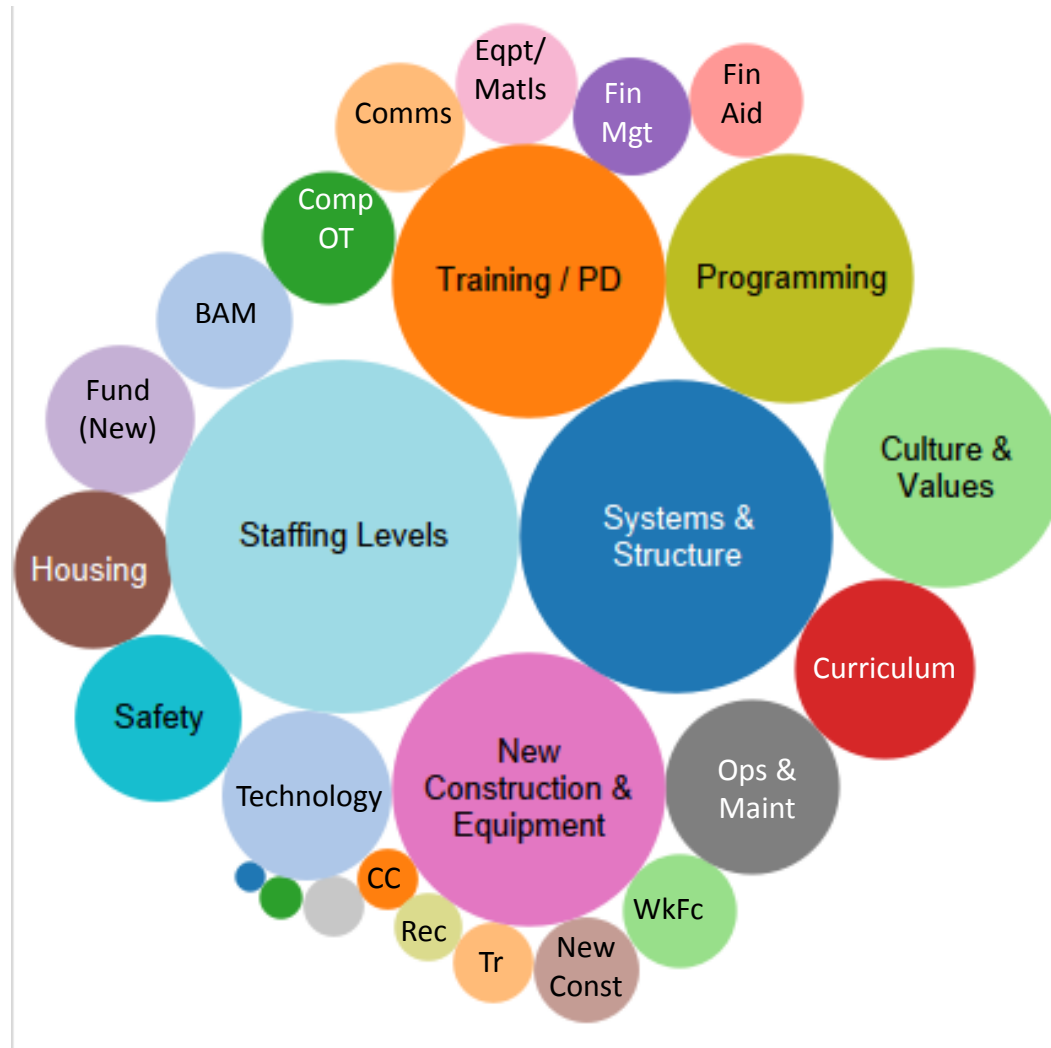 Eqpt/
Matls
Fin
Mgt
Fin
Aid
Comms
Comp
OT
Training / PD
Programming
BAM
Fund
(New)
Culture &
Values
Staffing Levels
Systems &
Structure
Housing
Curriculum
Safety
New
Construction &
Equipment
Ops &
Maint
Technology
CC
Rec
WkFc
Tr
New
Const